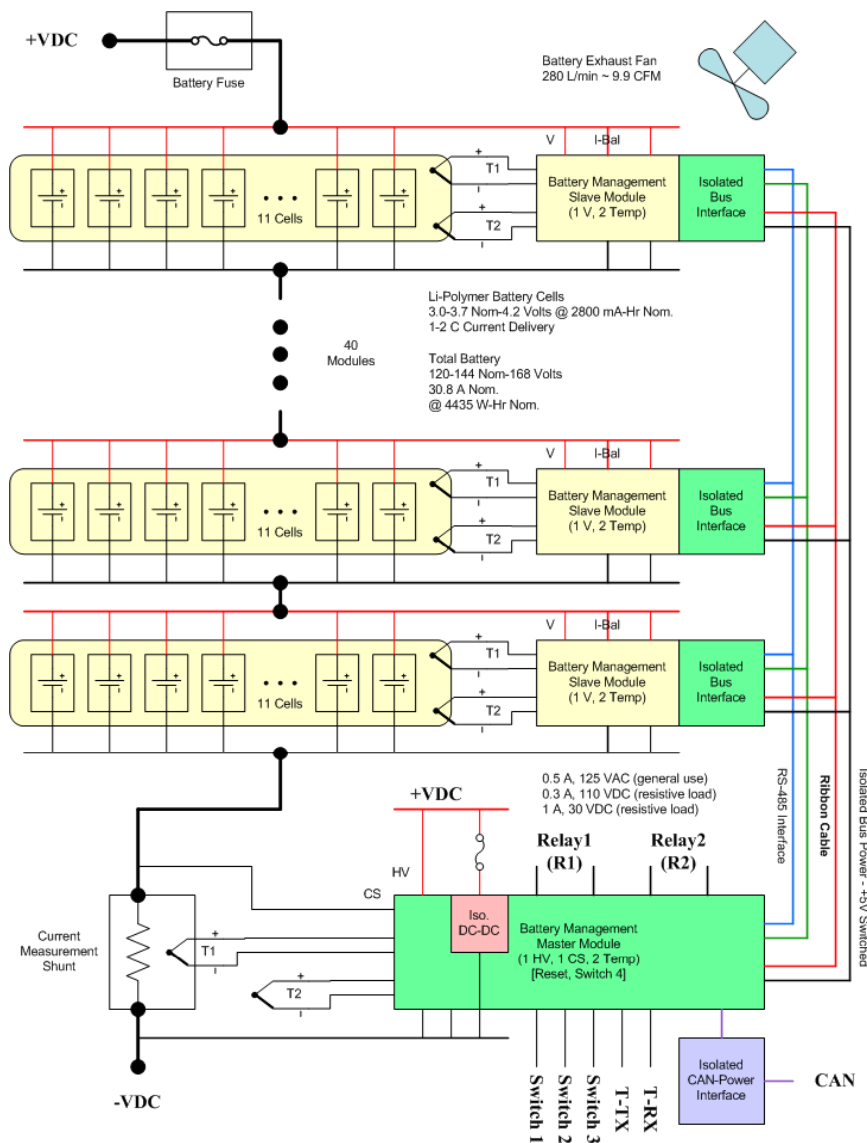 +VDC
Battery Fuse
Battery Exhaust Fan
280 L/min ~ 9.9 CFM
V
I-Bal
+
T1
-
+
T2
-
11 Cells
Battery Management
Slave Module
(1 V, 2 Temp)
Isolated
Bus
Interface
40
Modules
Li-Polymer Battery Cells
3.0-3.7 Nom-4.2 Volts @ 2800 mA-Hr Nom.
1-2 C Current Delivery
Total Battery
120-144 Nom-168 Volts
30.8 A Nom.
@ 4435 W-Hr Nom.
V
I-Bal
+
T1
-
+
T2
-
11 Cells
Battery Management
Slave Module
(1 V, 2 Temp)
Isolated
Bus
Interface
V
I-Bal
+
T1
-
+
T2
-
11 Cells
Battery Management
Slave Module
(1 V, 2 Temp)
Isolated
Bus
Interface
RS-485 Interface
Ribbon Cable
Isolated Bus Power - +5V Switched
0.5 A, 125 VAC (general use)
0.3 A, 110 VDC (resistive load)
1 A, 30 VDC (resistive load)
+VDC
HV
CS
Relay1
(R1)
Relay2
(R2)
Iso.
DC-DC
Battery Management
Master Module
(1 HV, 1 CS, 2 Temp)
[Reset, Switch 4]
Current
Measurement
Shunt
+
T1
-
+
T2
-
-VDC
Switch 1
Switch 2
Switch 3
T-TX
T-RX
Isolated
CAN-Power
Interface
CAN